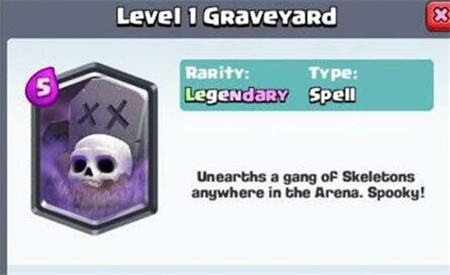 Level 1 Graveyard
5
Rarity: Type:
Legendary Spell
Unearths a gang of Skeletons
anywhere in the Arena. Spooky!